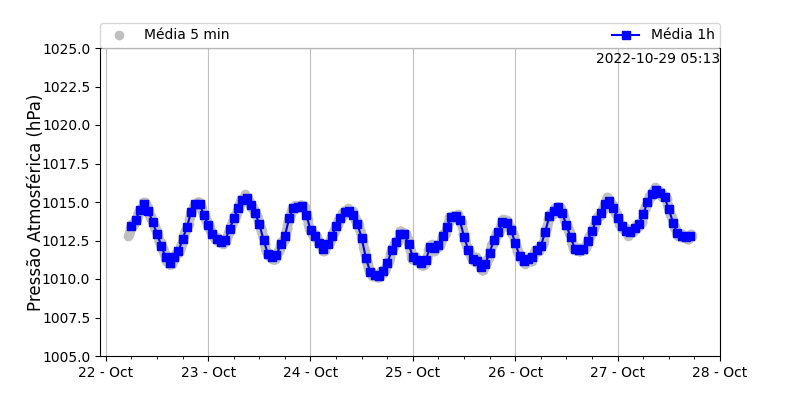 Média 5 min
Média 1h
2022-10-29 05:13
Pressão Atmosférica (hPa)
1025.0
1022.5
1020.0
1017.5
1015.0
1012.5
1010.0
1007.5
1005.0
22 - Oct
23 - Oct
24 - Oct
25 - Oct
26 - Oct
27 - Oct
28 - Oct